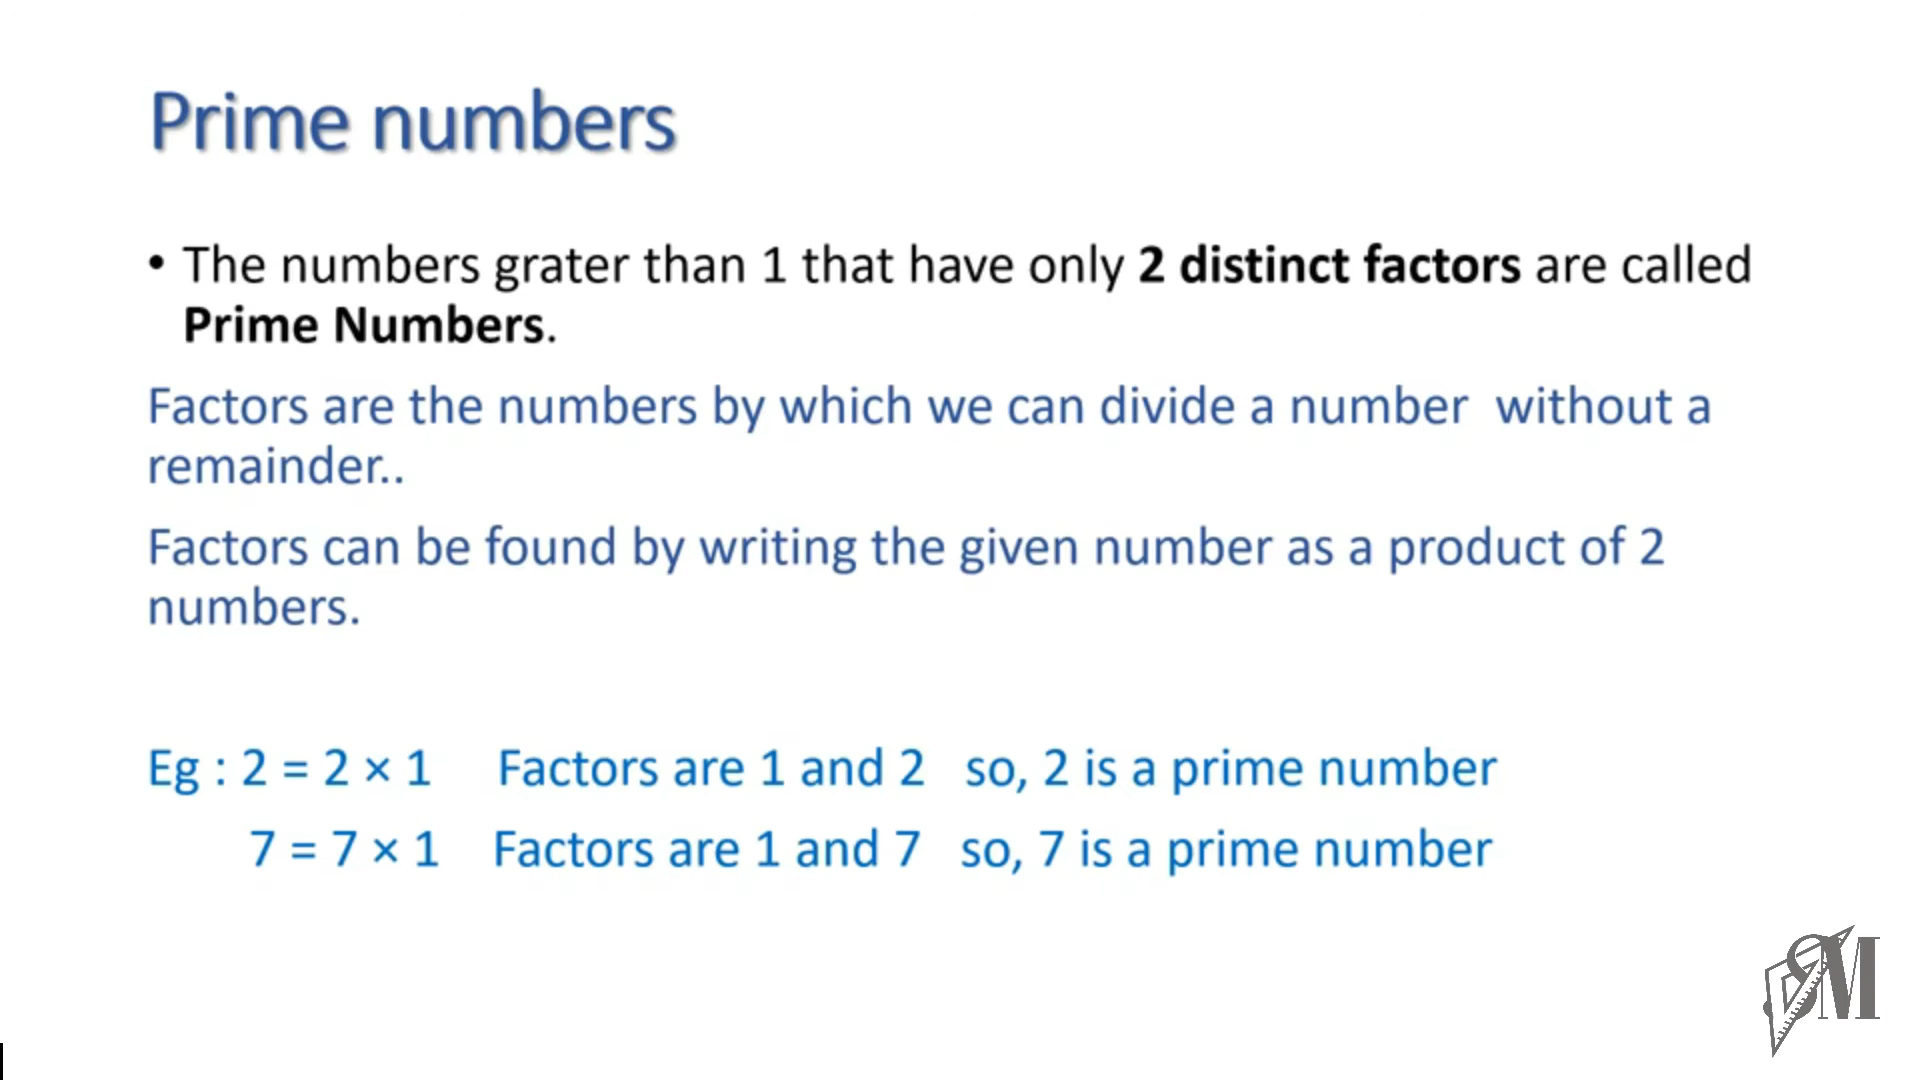 Prime numbers
• The numbers grater than 1 that have only 2 distinct factors are called
Prime Numbers.
Factors are the numbers by which we can divide a number  without a
remainder..
Factors can be found by writing the given number as a product of 2
numbers.
Eg : 2 = 2 × 1 Factors are 1 and 2 so, 2 is a prime number
7 = 7 × 1 Factors are 1 and 7 so, 7 is a prime number
SM